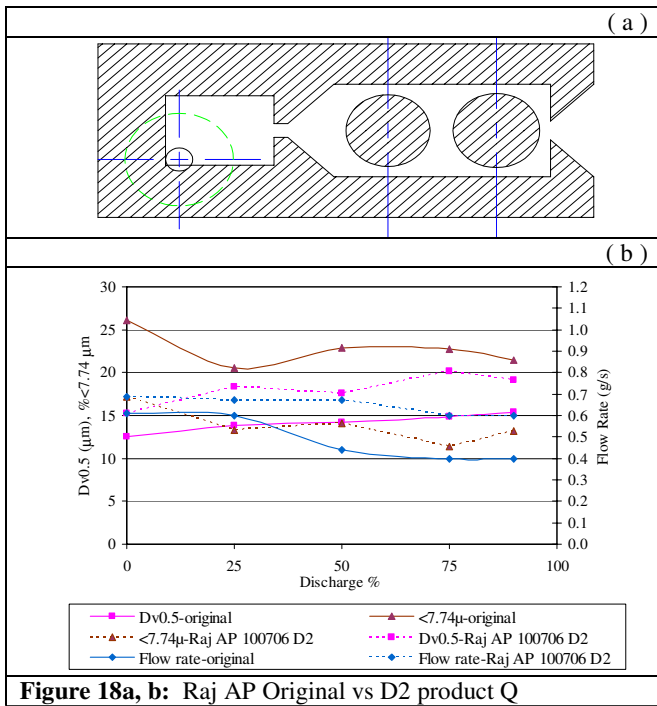 ( a )
( b )
30
25
20
15
10
5
0
Dv0.5 (µm), %<7.74 µm
1.2
1.1
1.0
0.9
0.8
0.7
0.6
0.5
0.4
0.3
0.2
0.1
0.0
Flow Rate (g/s)
0 25 50 75 100
Discharge %
Dv0.5-original <7.74µ-original
<7.74µ-Raj AP 100706 D2 Dv0.5-Raj AP 100706 D2
Flow rate-original Flow rate-Raj AP 100706 D2
Figure 18a, b: Raj AP Original vs D2 product Q